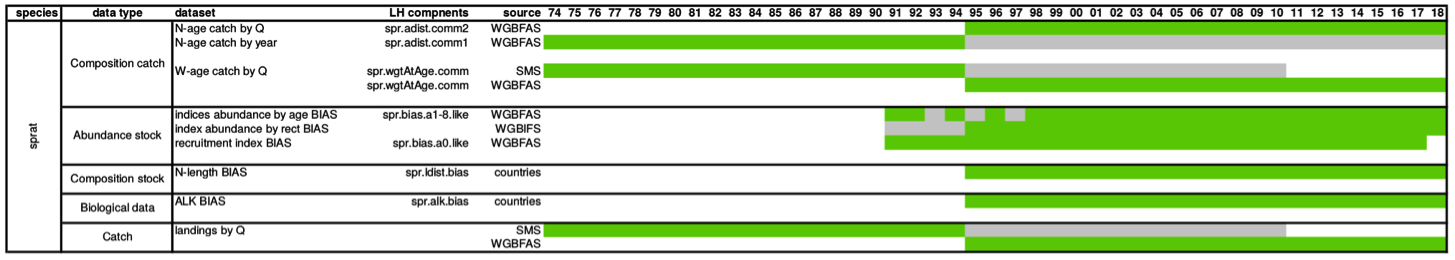 species data type dataset LH compnents source 74 75 76 77 78 79 80 81 82 83 84 85 86 87 88 89 90 91 92 93 94 95 96 97 98 99 00 01 02 03 04 05 06 07 08 09 10 11 12 13 14 15 16 17 18
sprat
Composition catch
N-age catch by Q spr.adist.comm2 WGBFAS
N-age catch by year spr.adist.comm1 WGBFAS
W-age catch by Q spr.wgtAtAge.comm SMS
spr.wgtAtAge.comm WGBFAS
Abundance stock
indices abundance by age BIAS spr.bias.a1-8.like WGBFAS
index abundance by rect BIAS WGBIFS
recruitment index BIAS spr.bias.a0.like WGBFAS
Composition stock
N-length BIAS spr.ldist.bias countries
Biological data
ALK BIAS spr.alk.bias countries
Catch
landings by Q SMS
WGBFAS